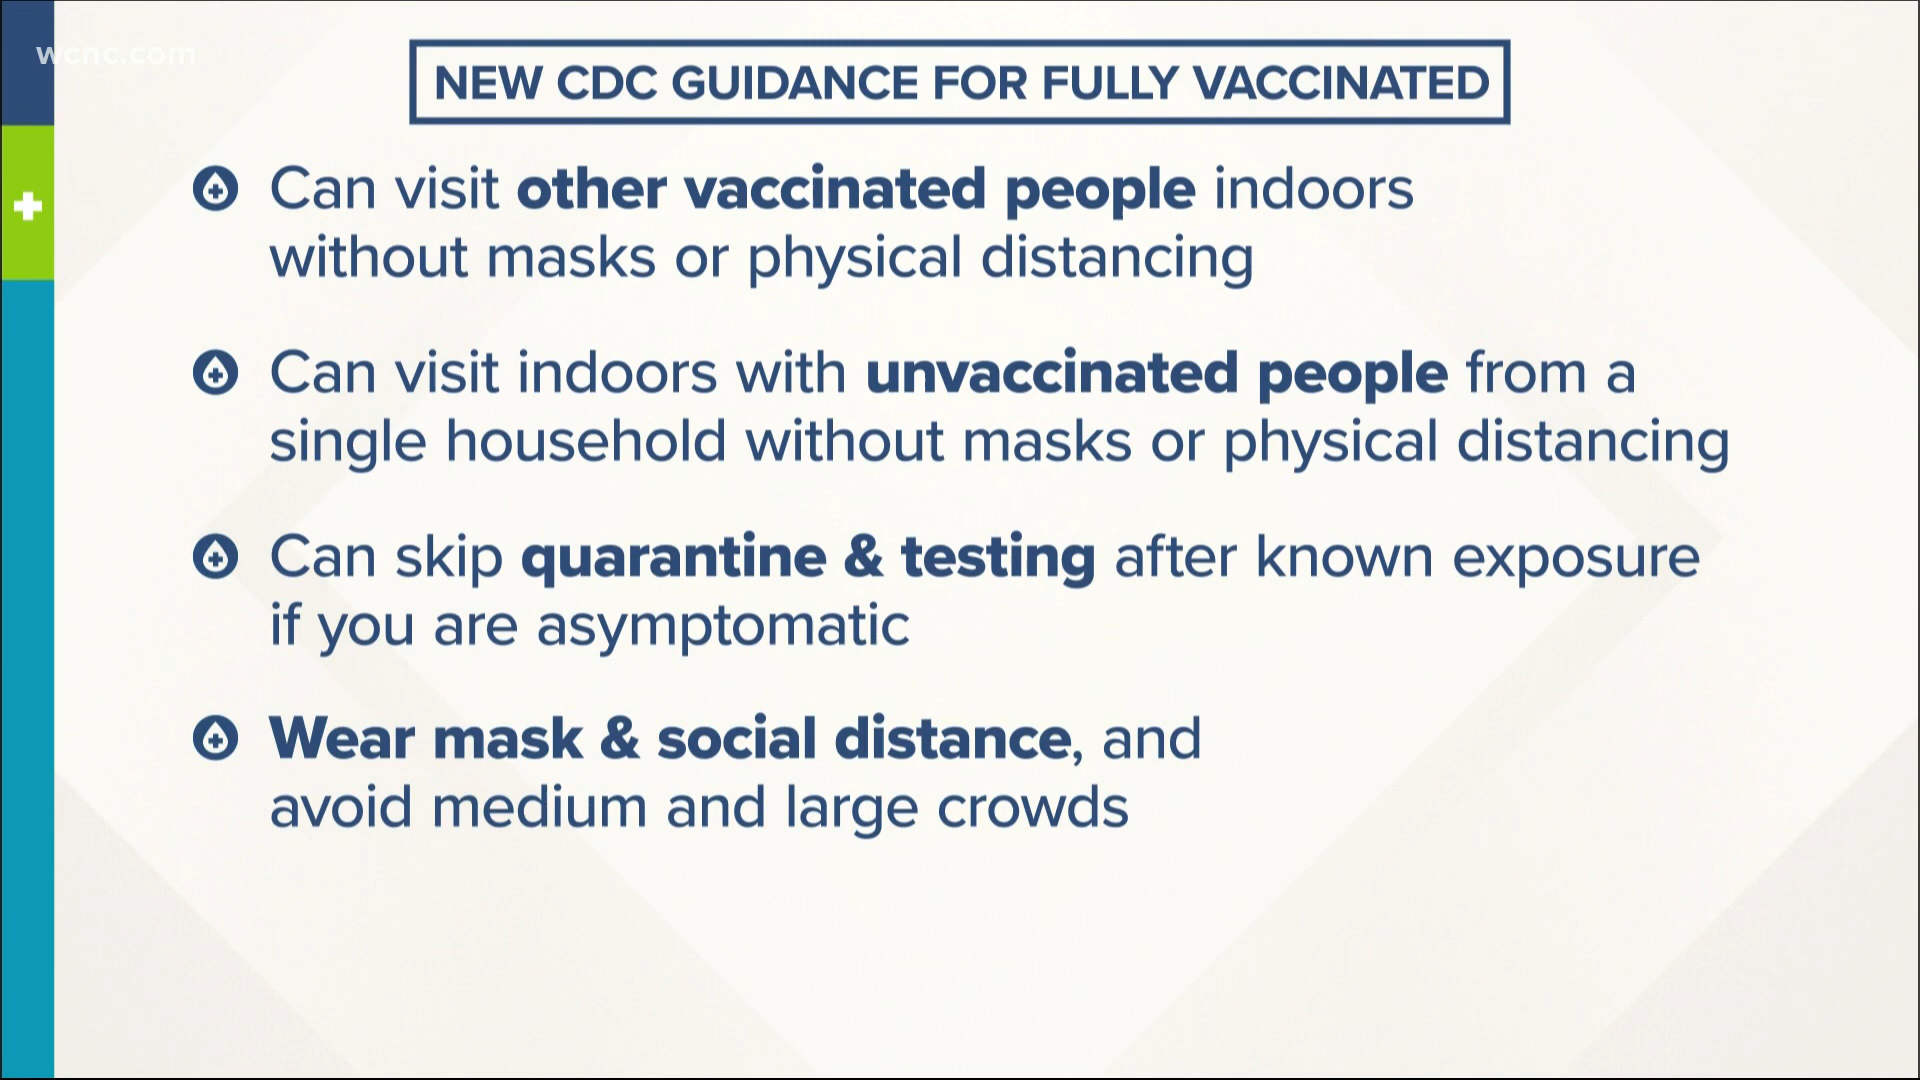 wcnc.com
NEW CDC GUIDANCE FOR FULLY VACCINATED
Can visit other vaccinated people indoors
without masks or physical distancing
Can visit indoors with unvaccinated people from a
single household without masks or physical distancing
Can skip quarantine & testing after known exposure
if you are asymptomatic
Wear mask & social distance, and
avoid medium and large crowds